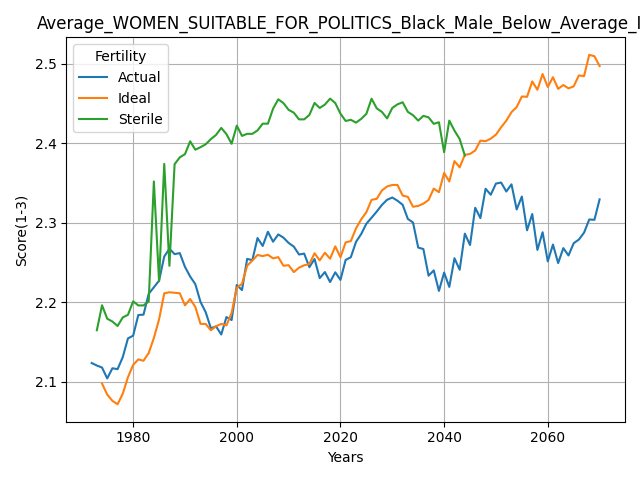 Average_WOMEN_SUITABLE_FOR_POLITICS_Black_Male_Below_Average_I
Fertility
Actual
Ideal
Sterile
Score(1-3)
2.5
2.4
2.3
2.2
2.1
1980 2000 2020 2040 2060
Years